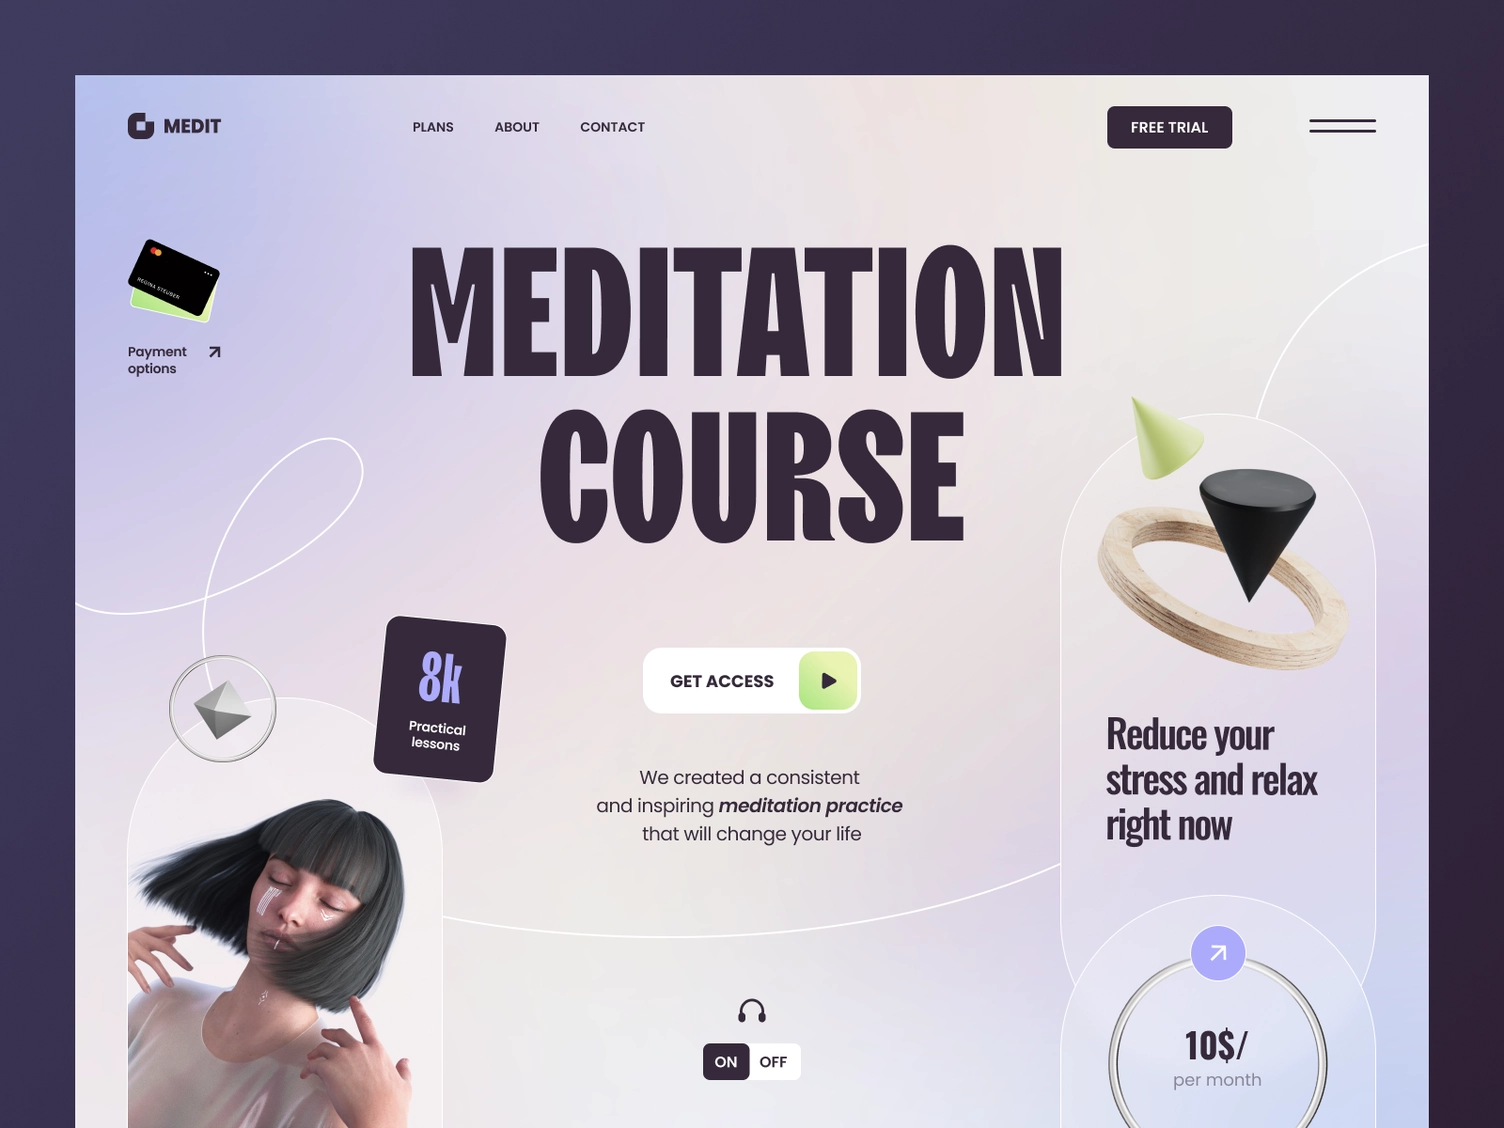 MEDIT
PLANS
ABOUT
CONTACT
FREE TRIAL
REGINA STEUBER
Payment
options
MEDITATION
COURSE
8k
Practical
lessons
GET ACCESS
We created a consistent
and inspiring meditation practice
that will change your life
Reduce your
stress and relax
right now
ON
OFF
10$/
per month